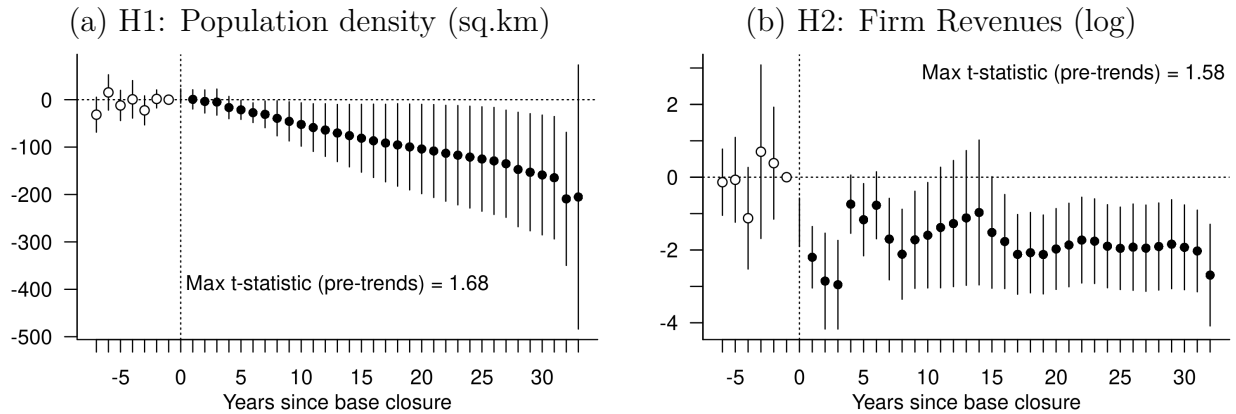 (a) H1: Population density (sq.km)
0
-100
-200
-300
-400
-500
Max t-statistic (pre-trends) = 1.68
-5 0 5 10 15 20 25 30
Years since base closure
(b) H2: Firm Revenues (log)
Max t-statistic (pre-trends) = 1.58
2
0
-2
-4
-5 0 5 10 15 20 25 30
Years since base closure